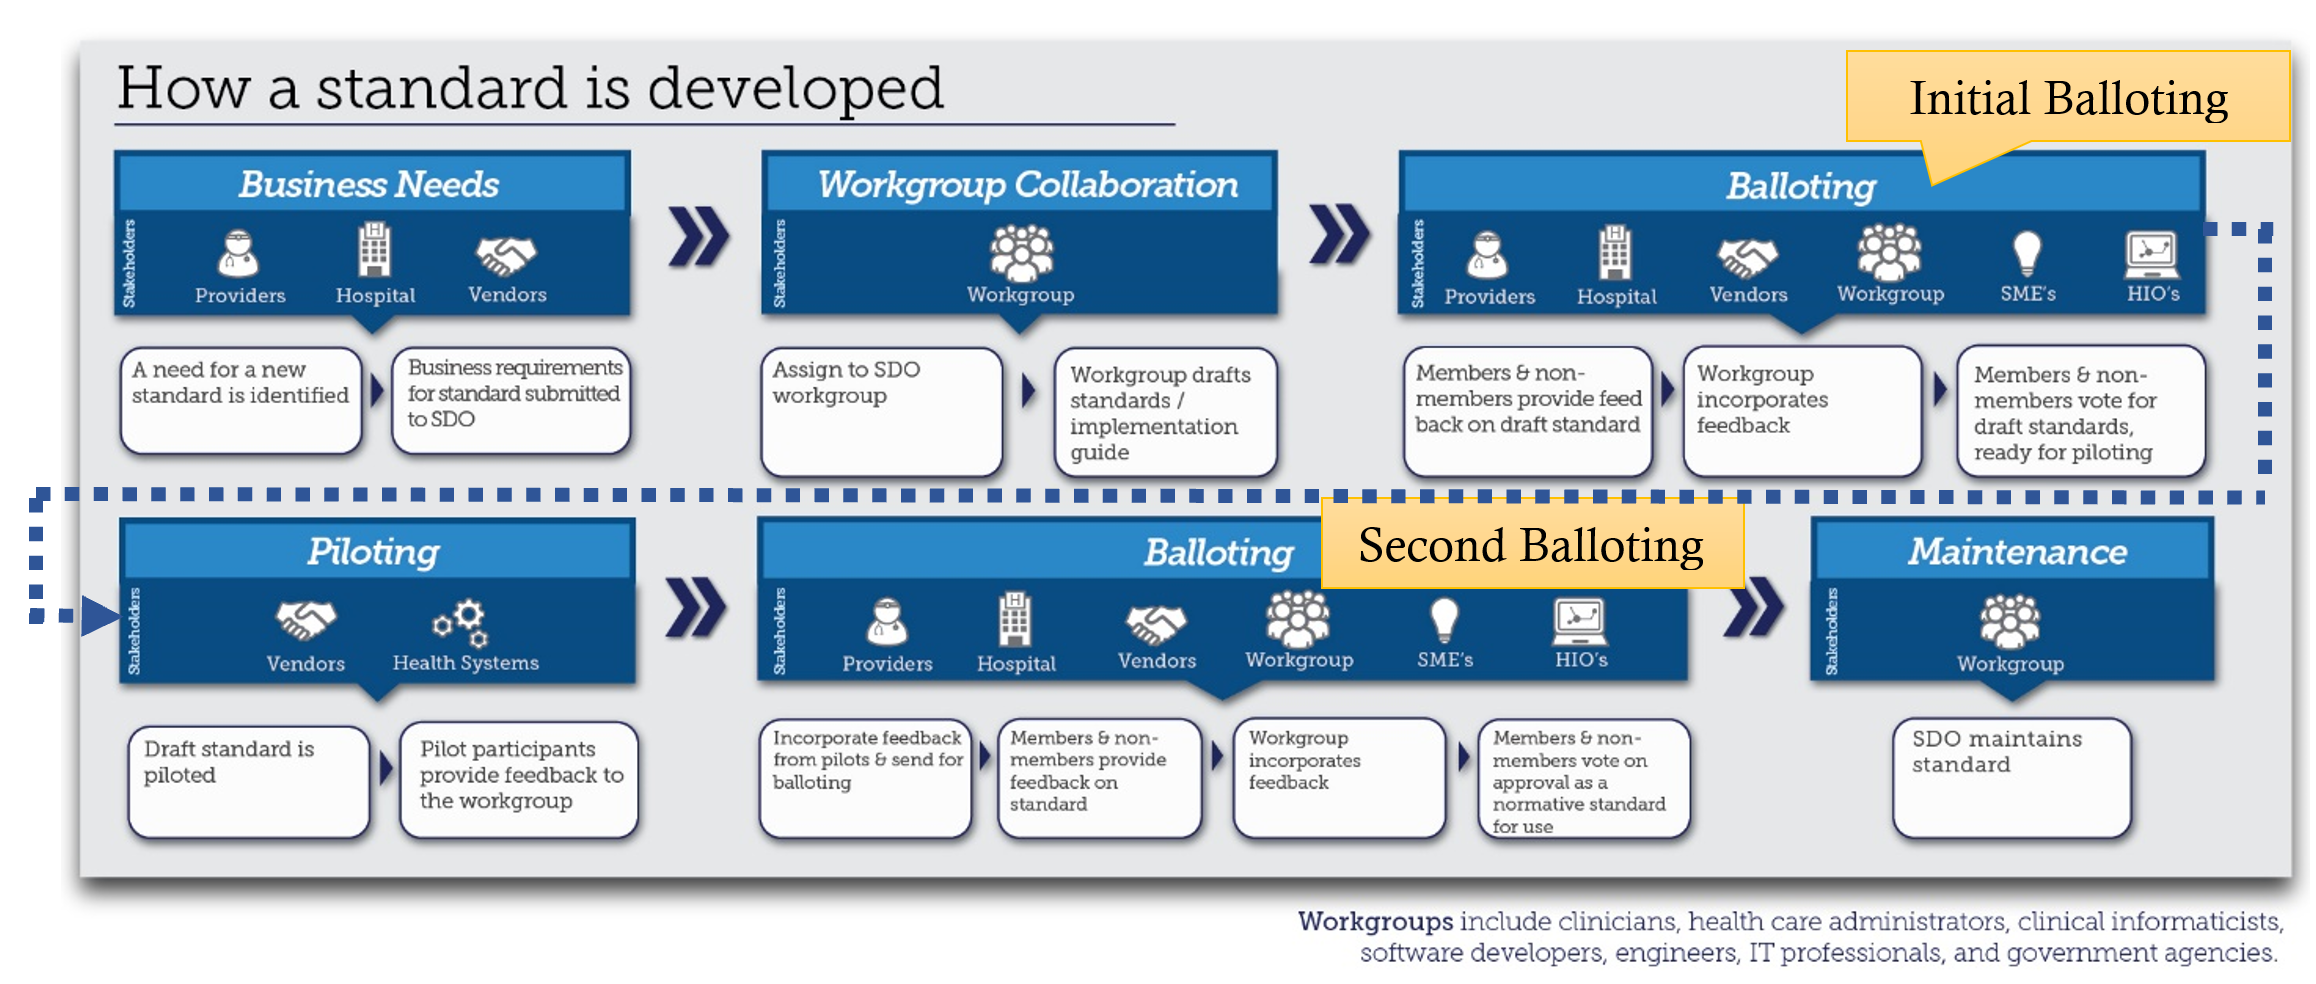 How a standard is developed
Initial Balloting
Business Needs
Stakeholders
Providers
Hospital
Vendors
A need for a new
standard is identified
Business requirements
for standard submitted
to SDO
Workgroup Collaboration
Stakeholders
Workgroup
Assign to SDO
workgroup
Workgroup drafts
standards /
implementation
guide
Balloting
Stakeholders
Providers
H
Hospital
Vendors
Workgroup
SME's
HIO's
Members & non-
members provide feed
back on draft standard
Workgroup
incorporates
feedback
Members & non-
members vote for
draft standards,
ready for piloting
Piloting
Stakeholders
Vendors
Health Systems
Draft standard is
piloted
Pilot participants
provide feedback to
the workgroup
Balloting
Second Balloting
Stakeholders
Providers
H
Hospital
Vendors
Workgroup
SME's
HIO's
Incorporate feedback
from pilots & send for
balloting
Members & non-
members provide
feedback on
standard
Workgroup
incorporates
feedback
Members & non-
members vote on
approval as a
normative standard
for use
Maintenance
Stakeholders
Workgroup
SDO maintains
standard
Workgroups include clinicians, health care administrators, clinical informaticists,
software developers, engineers, IT professionals, and government agencies.